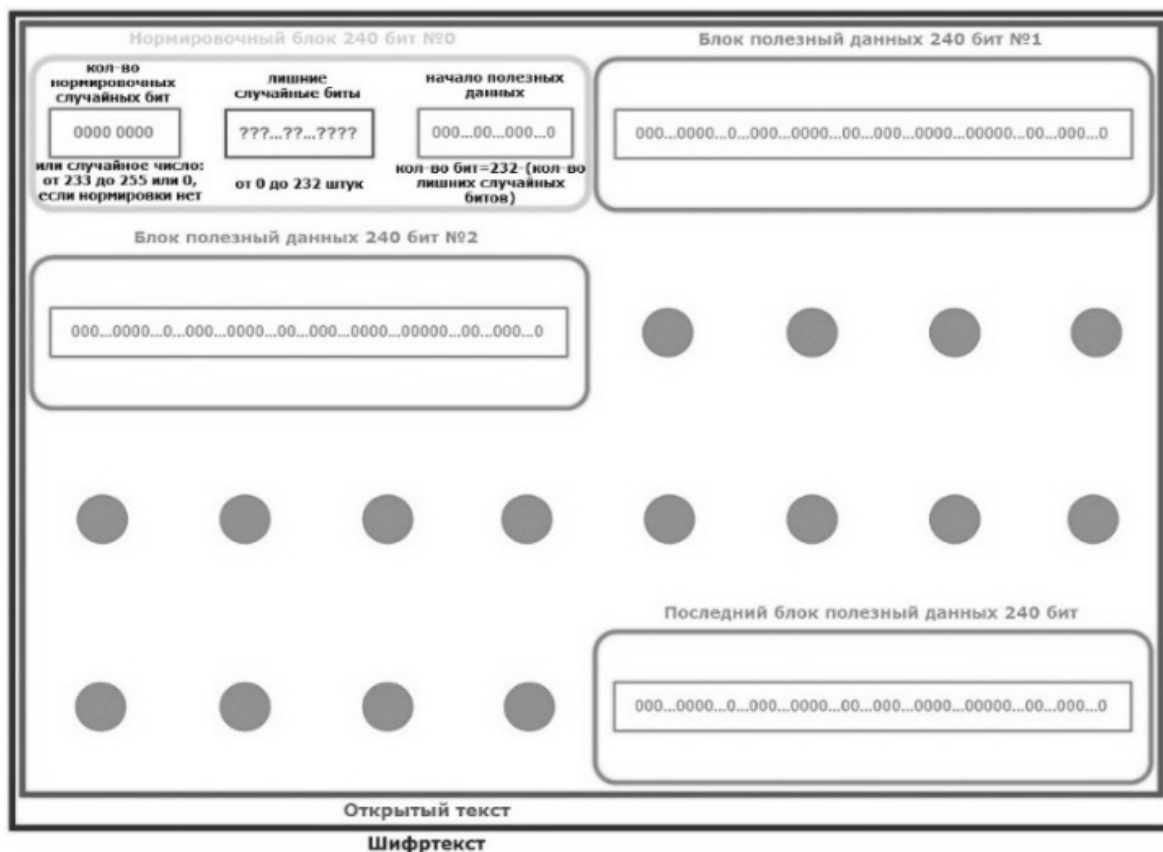 Нормировочный блок 240 бит №0
кол-во
нормировочных
случайных бит
0000 0000
или случайное число:
от 233 до 255 или 0,
если нормировки нет
лишние
случайные биты
???...??...????
от 0 до 232 штук
начало полезных
данных
000...00...000...0
кол-во бит=232-(кол-во
лишних случайных
битов)
Блок полезный данных 240 бит №1
000...0000...0...000...0000...00...000...0000...00000...00...000...0
Блок полезный данных 240 бит №2
000...0000...0...000...0000...00...000...0000...00000...00...000...0
Последний блок полезный данных 240 бит
000...0000...0...000...0000...00...000...0000...00000...00...000...0
Открытый текст
Шифртекст